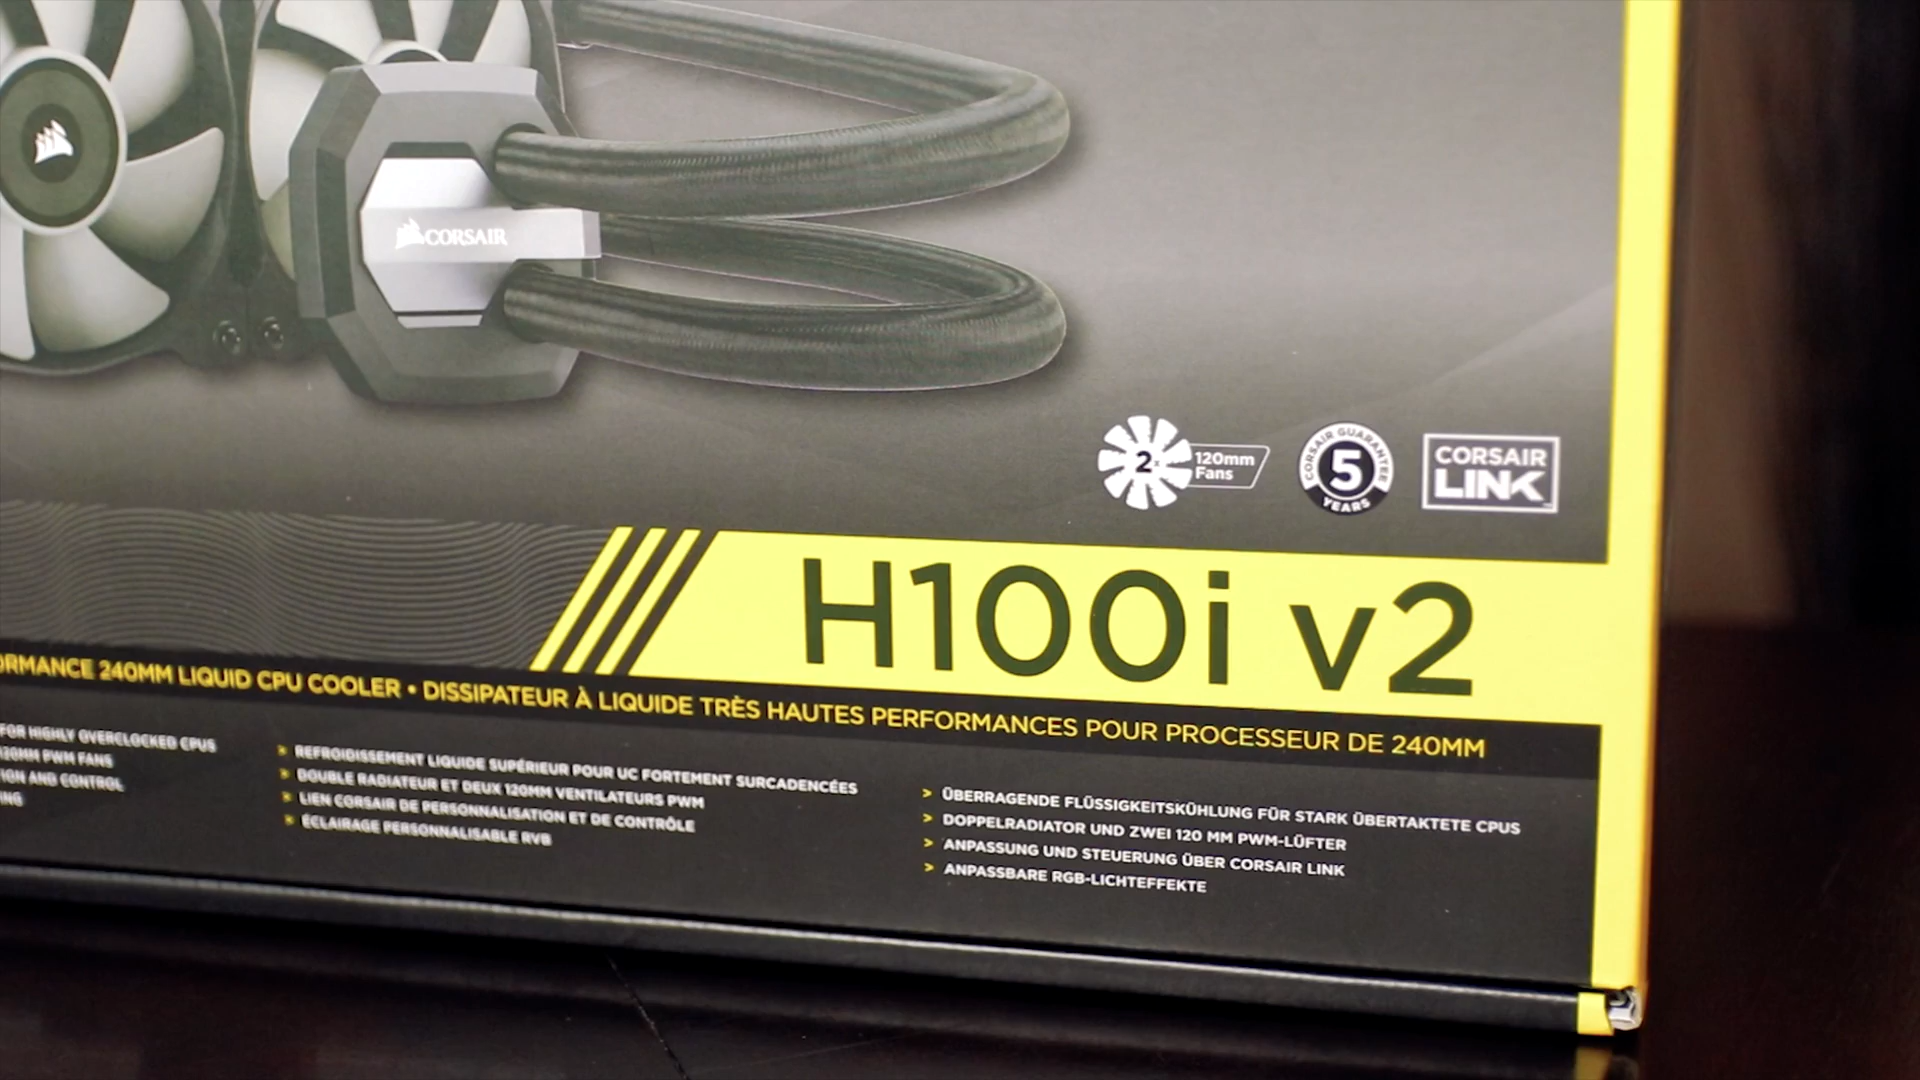 CORSAIR
2x
120mm
Fans
CORSAIR GUARANTEE
5
YEARS
CORSAIR
LINK
H100i v2
240MM LIQUID CPU COOLER • DISSIPATEUR À LIQUIDE TRÈS HAUTES PERFORMANCES POUR PROCESSEUR DE 240MM
FOR HIGHLY OVERCLOCKED CPUS
120MM PWM FANS
AND CONTROL
> REFROIDISSEMENT LIQUIDE SUPÉRIEUR POUR UC FORTEMENT SURCADENCÉES
> DOUBLE RADIATEUR ET DEUX 120MM VENTILATEURS PWM
> LIEN CORSAIR DE PERSONNALISATION ET DE CONTRÔLE
> ÉCLAIRAGE PERSONNALISABLE RVB
> ÜBERRAGENDE FLÜSSIGKEITSKÜHLUNG FÜR STARK ÜBERTAKTETE CPUS
> DOPPELRADIATOR UND ZWEI 120 MM PWM-LÜFTER
> ANPASSUNG UND STEUERUNG ÜBER CORSAIR LINK
> ANPASSBARE RGB-LICHTEFFEKTE